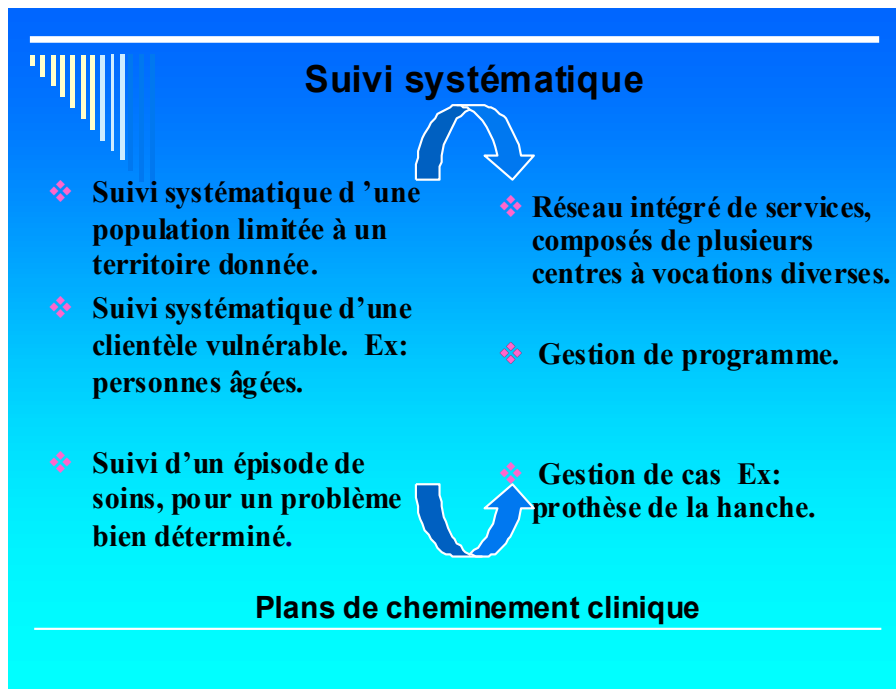 Suivi systématique
❖ Suivi systématique d ’une
population limitée à un
territoire donnée.
❖ Suivi systématique d’une
clientèle vulnérable. Ex:
personnes âgées.
❖ Suivi d’un épisode de
soins, pour un problème
bien déterminé.
❖ Réseau intégré de services,
composés de plusieurs
centres à vocations diverses.
❖ Gestion de programme.
❖ Gestion de cas Ex:
prothèse de la hanche.
Plans de cheminement clinique